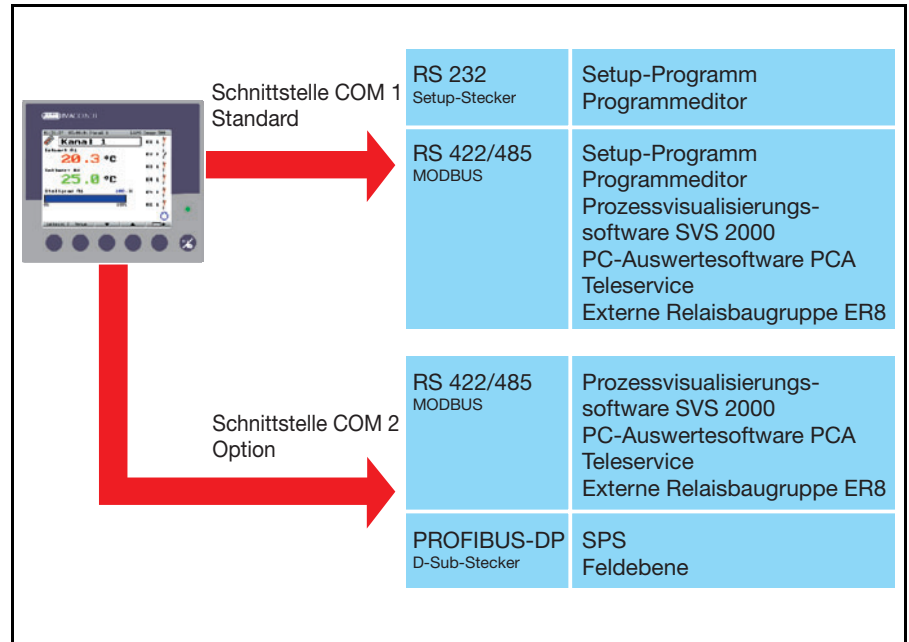 Schnittstelle COM 1
Standard
RS 232
Setup-Stecker
Setup-Programm
Programmeditor
RS 422/485
MODBUS
Setup-Programm
Programmeditor
Prozessvisualisierungs-
software SVS 2000
PC-Auswertesoftware PCA
Teleservice
Externe Relaisbaugruppe ER8
Kanal 1
20.3 °C
25.0 °C
Schnittstelle COM 2
Option
RS 422/485
MODBUS
Prozessvisualisierungs-
software SVS 2000
PC-Auswertesoftware PCA
Teleservice
Externe Relaisbaugruppe ER8
PROFIBUS-DP
D-Sub-Stecker
SPS
Feldebene